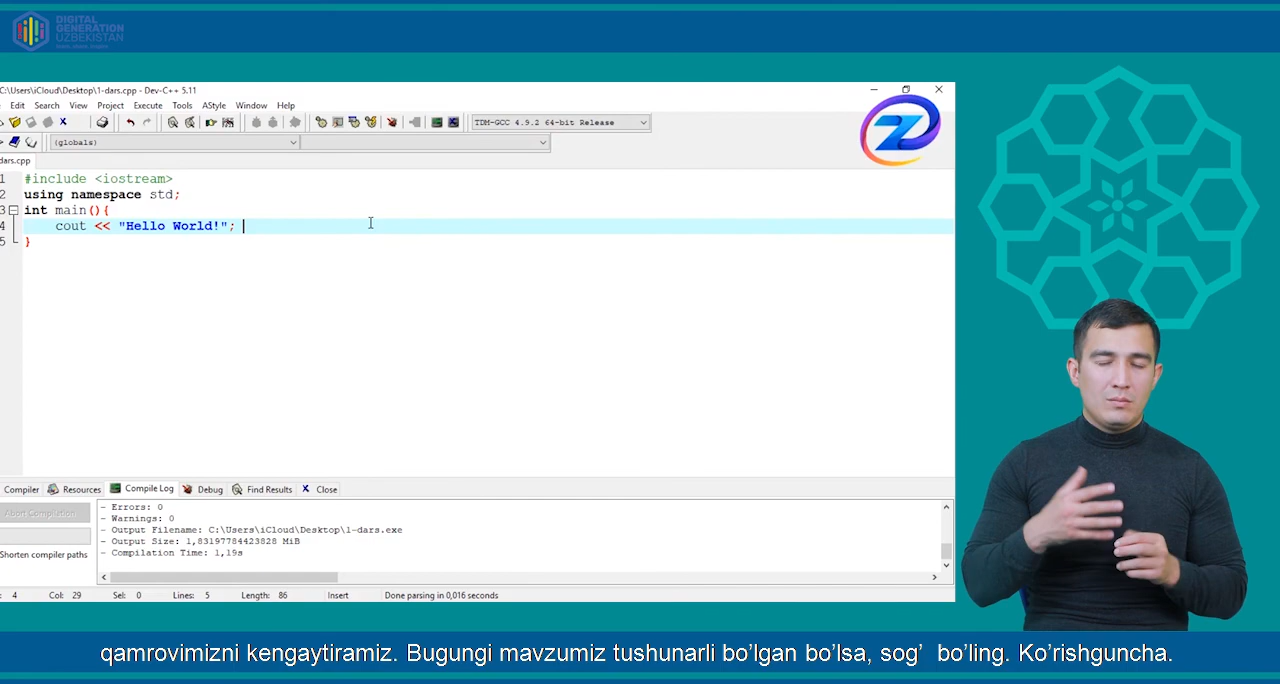 DIGITAL
GENERATION
UZBEKISTAN
C:\Users\iCloud\Desktop\1-dars.cpp - Dev-C++ 5.11
Edit Search View Project Execute Tools AStyle Window Help
TDM-GCC 4.9.2 64-bit Release
(globals)
dars.cpp
1 #include <iostream>
2 using namespace std;
3 int main(){
4 cout << "Hello World!";
5 }
Compiler Resources Compile Log Debug Find Results Close
Abort Compilation
Shorten compiler paths
- Errors: 0
- Warnings: 0
- Output Filename: C:\Users\iCloud\Desktop\1-dars.exe
- Output Size: 1,83197784423828 MiB
- Compilation Time: 1,19s
: 4 Col: 29 Sel: 0 Lines: 5 Length: 86 Insert Done parsing in 0,016 seconds
qamrovimizni kengaytiramiz. Bugungi mavzumiz tushunarli bo’lgan bo’lsa, sog’ bo’ling. Ko’rishguncha.